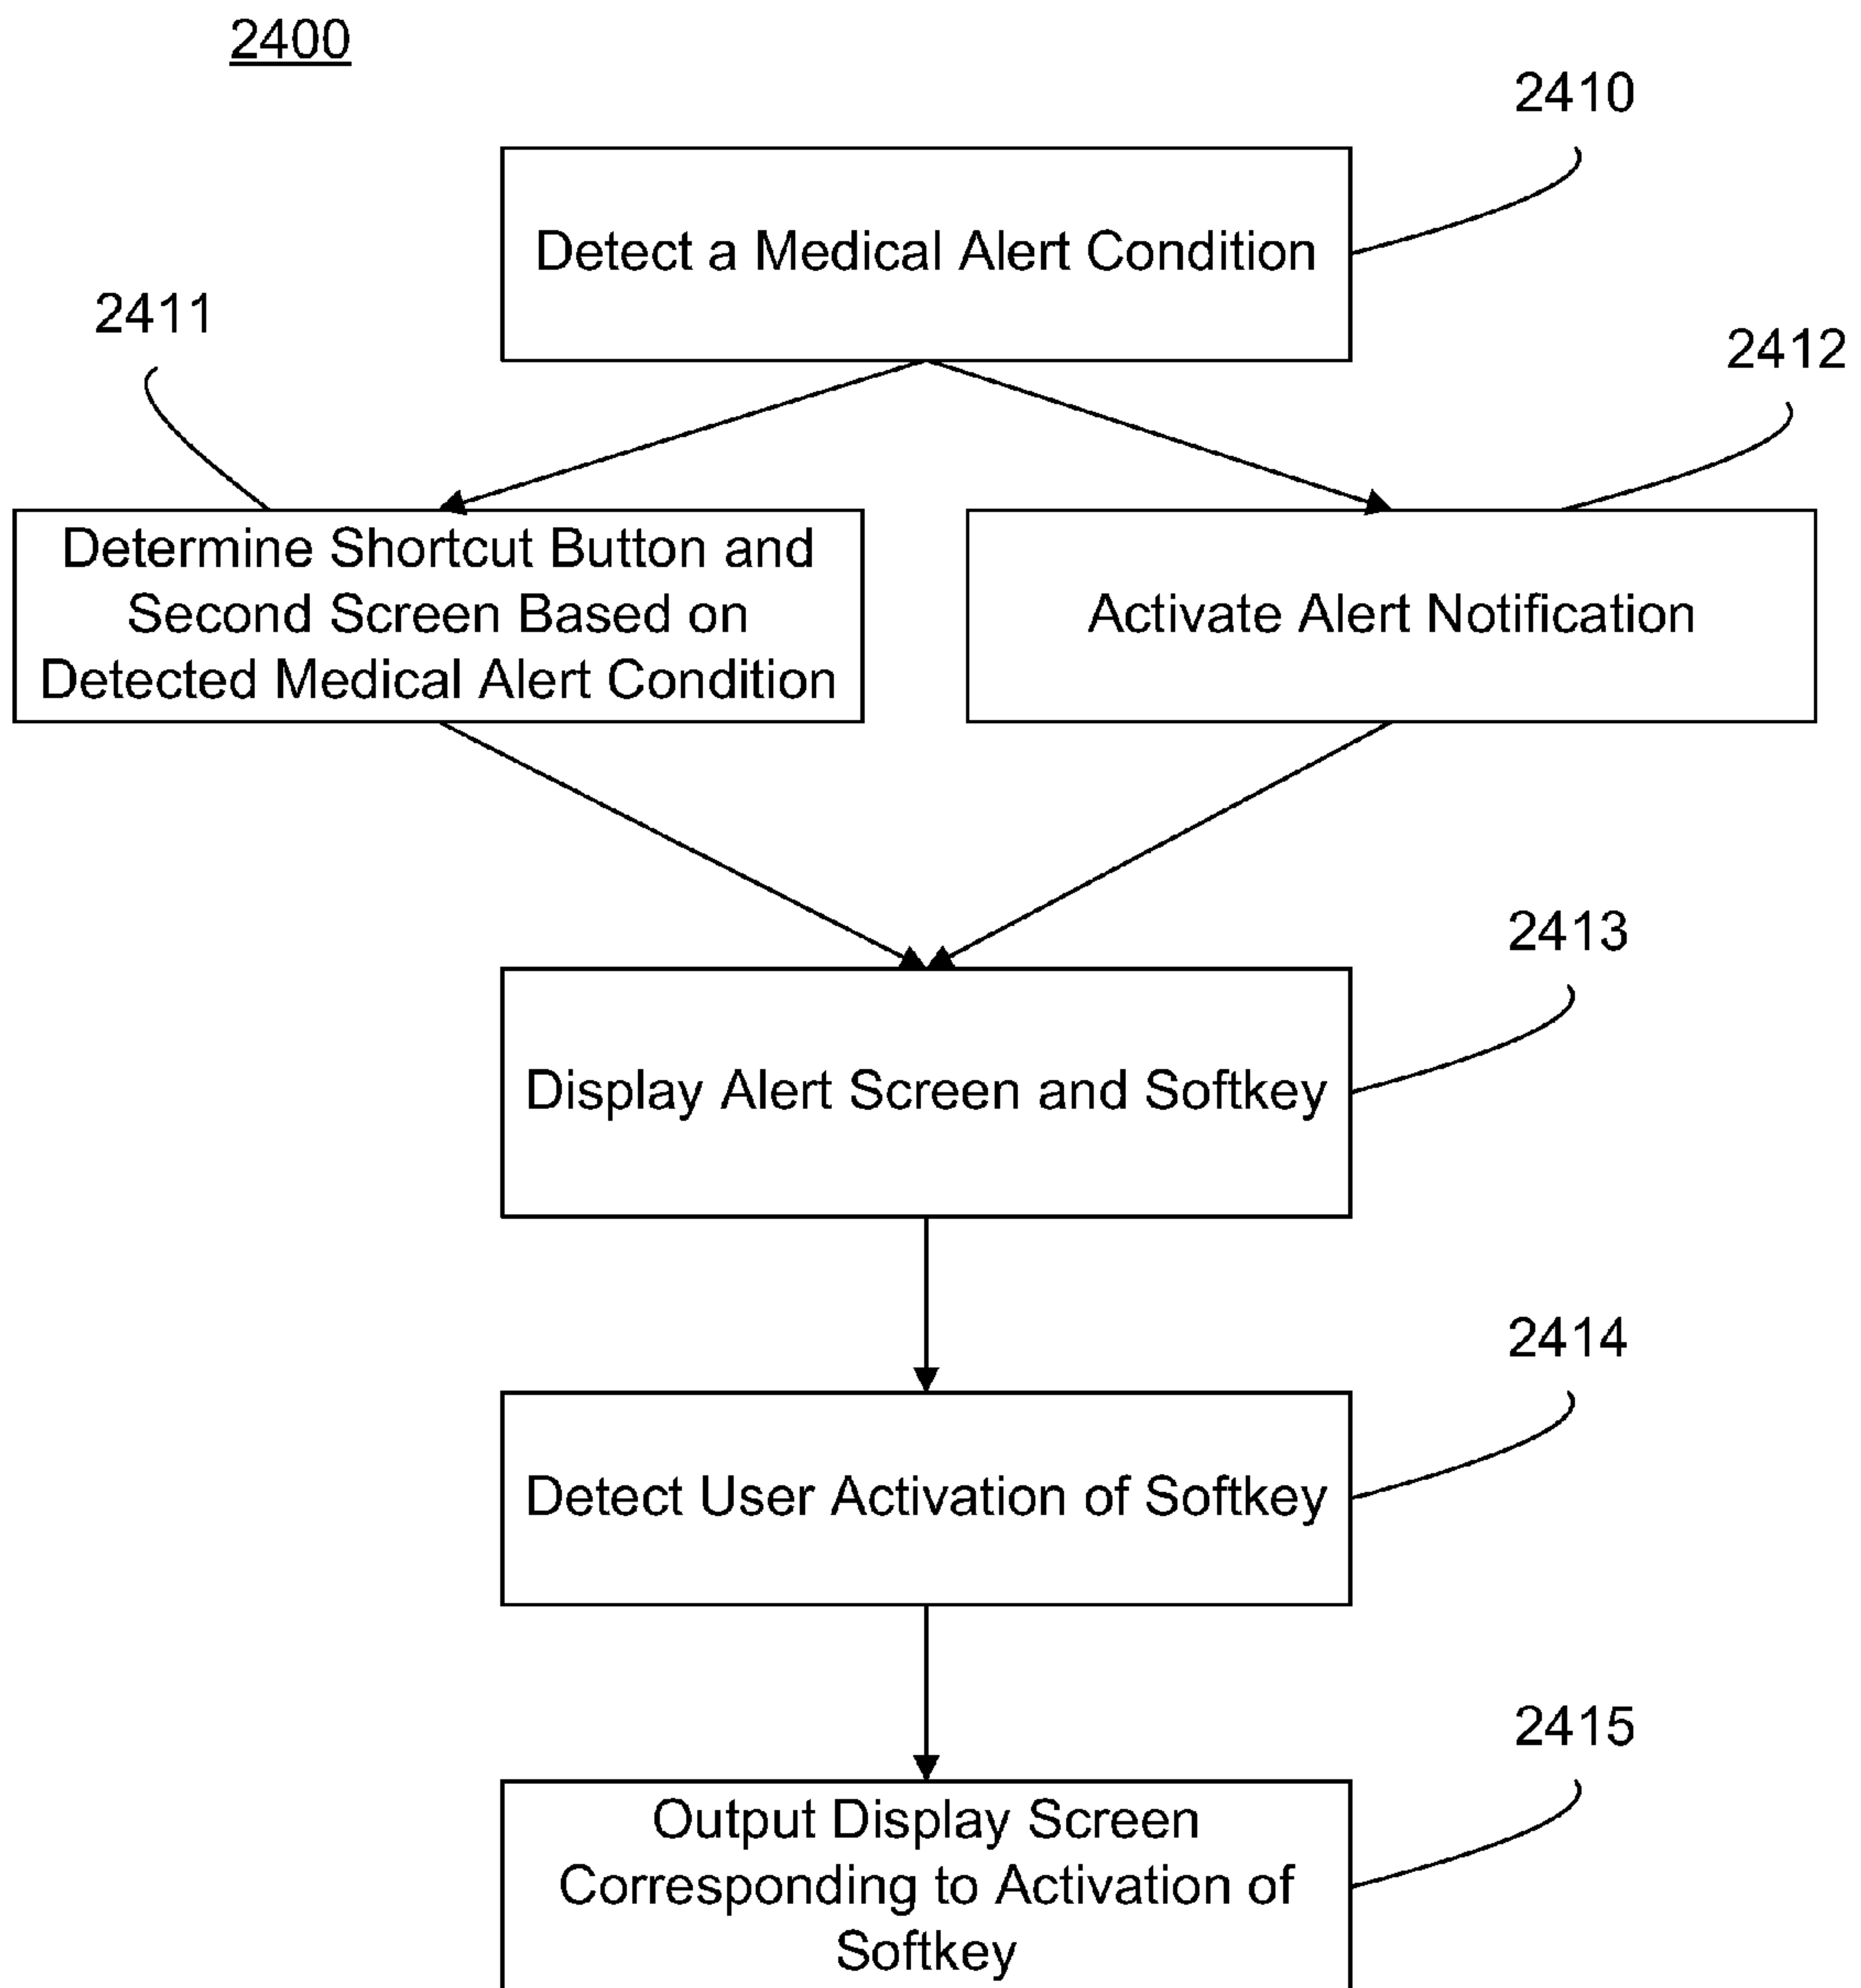 2400
2410
Detect a Medical Alert Condition
2411
2412
Determine Shortcut Button and
Second Screen Based on
Detected Medical Alert Condition
Activate Alert Notification
2413
Display Alert Screen and Softkey
2414
Detect User Activation of Softkey
2415
Output Display Screen
Corresponding to Activation of
Softkey